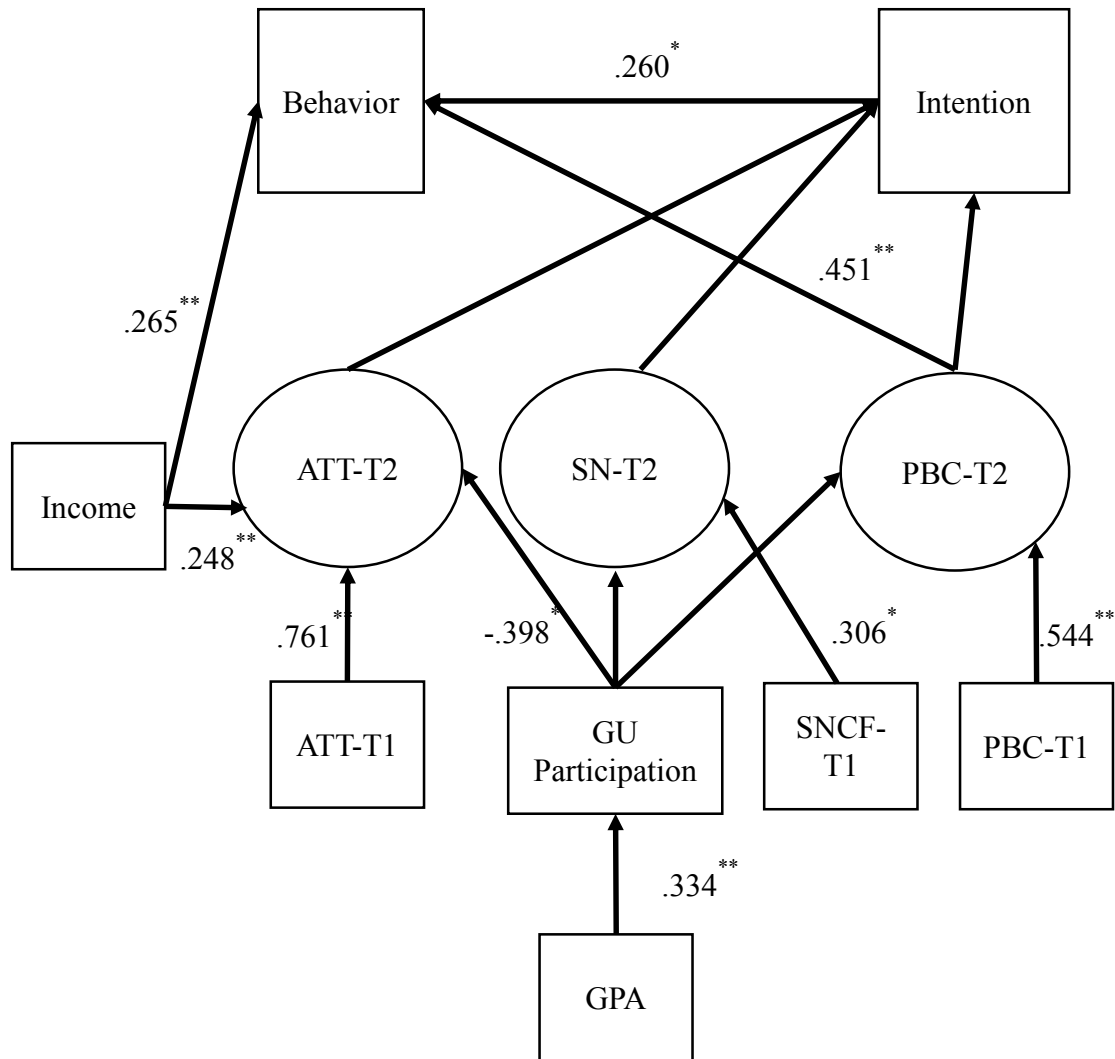 .260*
Behavior
Intention
.451**
.265**
ATT-T2
SN-T2
PBC-T2
Income
.248**
.761**
-.398*
.306*
.544**
ATT-T1
GU
Participation
SNCF-
T1
PBC-T1
.334**
GPA